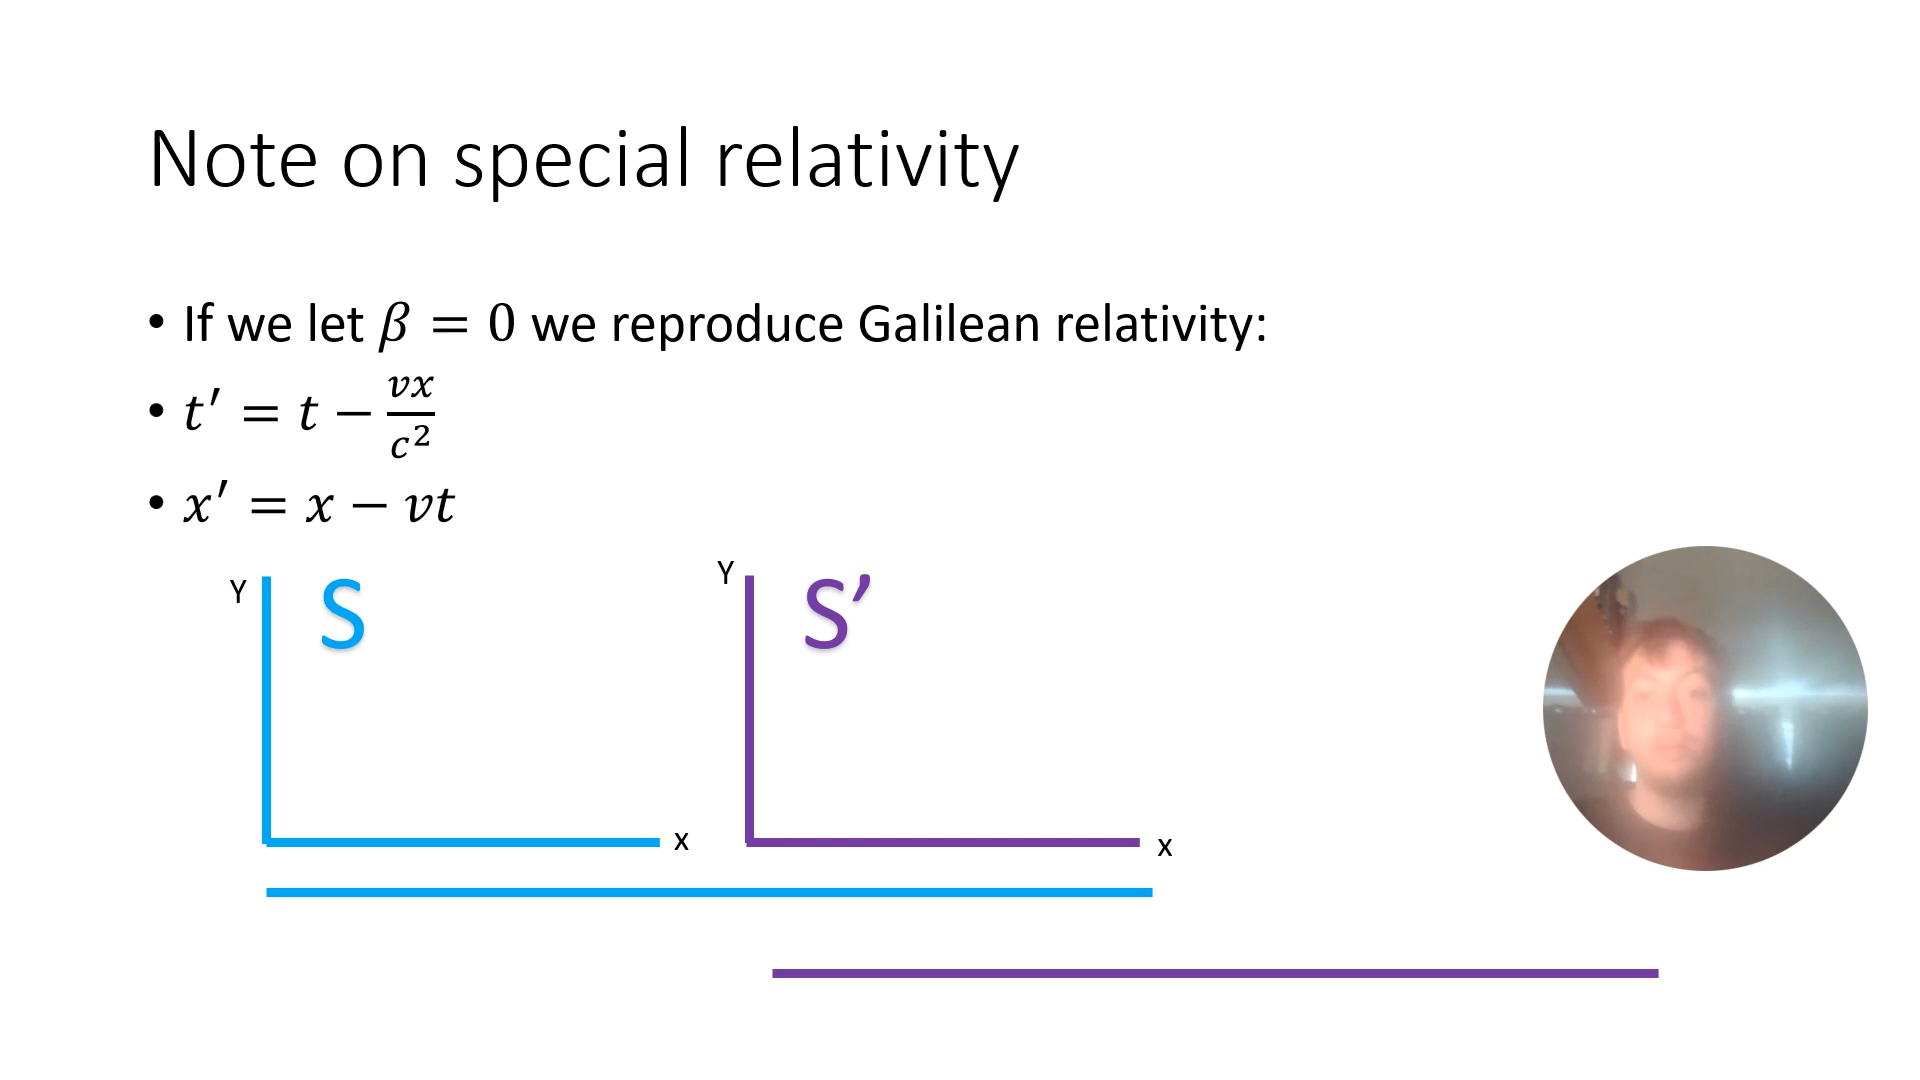 Note on special relativity
• If we let 𝛽 = 0 we reproduce Galilean relativity:
• 𝑡′ = 𝑡 − 𝑣𝑥/𝑐²
• 𝑥′ = 𝑥 − 𝑣𝑡
Y S Y S’
x x